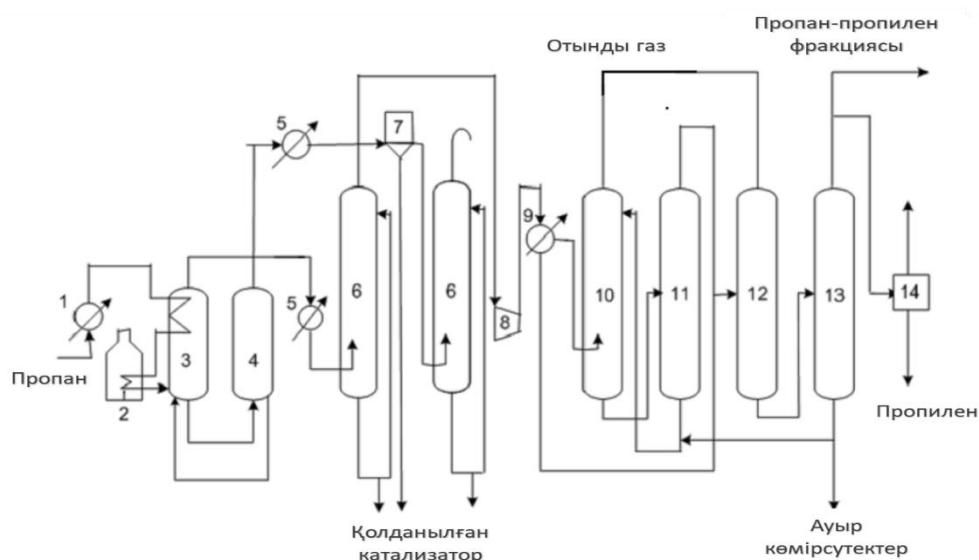 Отынды газ
Пропан-пропилен
фракциясы
5
7
9
1
2
3
4
5
6
6
8
10
11
12
13
14
Пропан
Пропилен
Қолданылған
катализатор
Ауыр
көмірсутектер